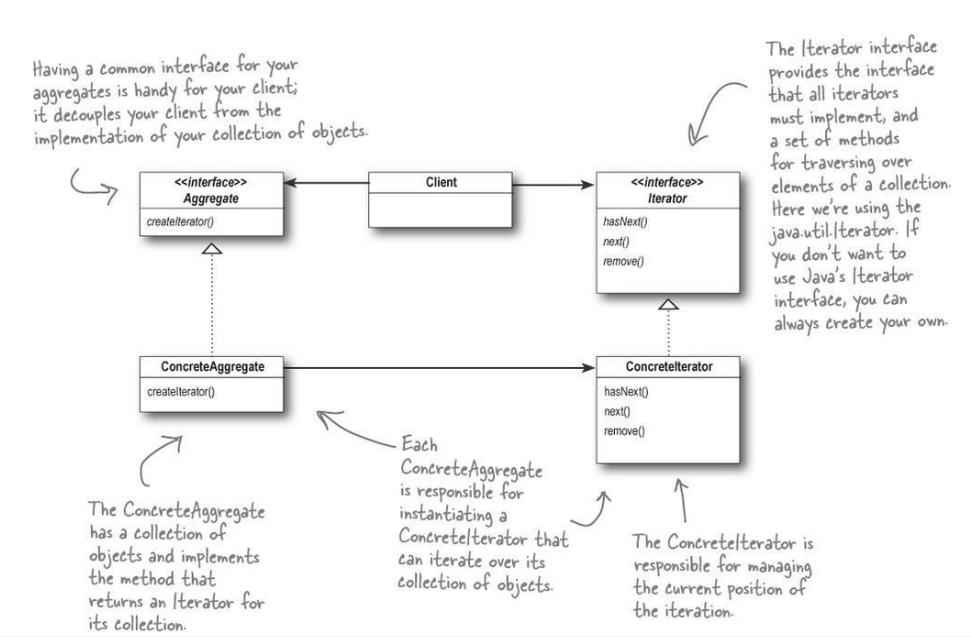 Having a common interface for your
aggregates is handy for your client;
it decouples your client from the
implementation of your collection of objects.
The Iterator interface
provides the interface
that all iterators
must implement, and
a set of methods
for traversing over
elements of a collection.
Here we're using the
java.util.Iterator. If
you don't want to
use Java's Iterator
interface, you can
always create your own.
<<interface>>
Aggregate
createIterator()
Client
<<interface>>
Iterator
hasNext()
next()
remove()
ConcreteAggregate
createIterator()
ConcreteIterator
hasNext()
next()
remove()
The ConcreteAggregate
has a collection of
objects and implements
the method that
returns an Iterator for
its collection.
Each
ConcreteAggregate
is responsible for
instantiating a
ConcreteIterator that
can iterate over its
collection of objects.
The ConcreteIterator is
responsible for managing
the current position of
the iteration.